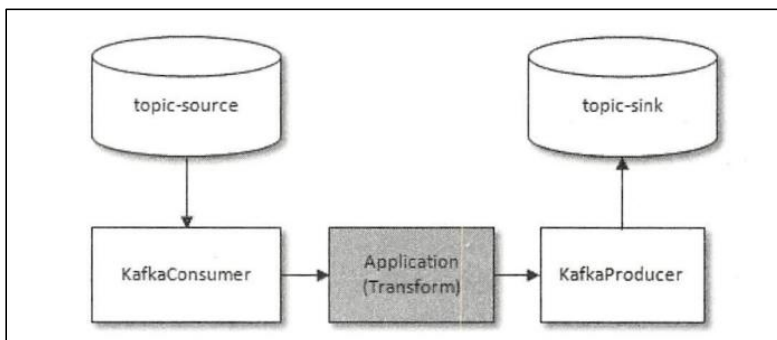 topic-source
topic-sink
KafkaConsumer
Application
(Transform)
KafkaProducer